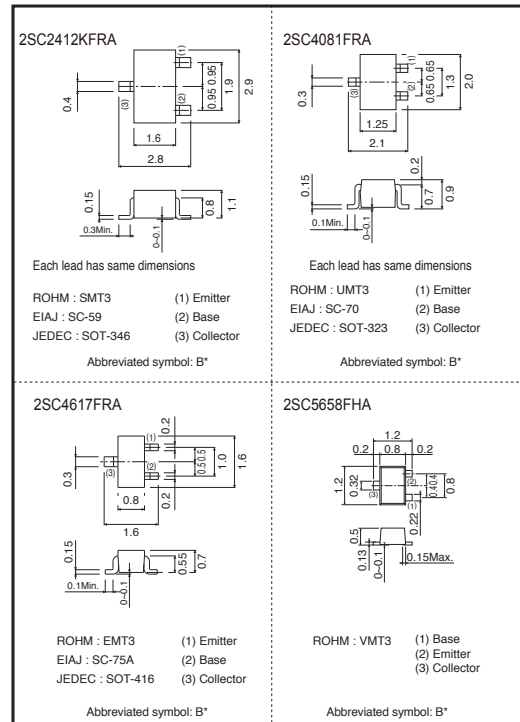 2SC2412KFRA
(1)
(2)
(3)
0.4
0.95 0.95
1.9
2.9
1.6
2.8
0.15
0.3Min.
0~0.1
0.8
1.1
Each lead has same dimensions
ROHM : SMT3 (1) Emitter
EIAJ : SC-59 (2) Base
JEDEC : SOT-346 (3) Collector
Abbreviated symbol: B*
2SC4081FRA
(1)
(2)
(3)
0.3
0.65 0.65
1.3
2.0
1.25
2.1
0.2
0.15
0.1Min.
0~0.1
0.7
0.9
Each lead has same dimensions
ROHM : UMT3 (1) Emitter
EIAJ : SC-70 (2) Base
JEDEC : SOT-323 (3) Collector
Abbreviated symbol: B*
2SC4617FRA
0.2
(1)
(2)
(3)
0.3
0.5 0.5
1.0
1.6
0.2
0.8
1.6
0.15
0.1Min.
0~0.1
0.55
0.7
ROHM : EMT3 (1) Emitter
EIAJ : SC-75A (2) Base
JEDEC : SOT-416 (3) Collector
Abbreviated symbol: B*
2SC5658FHA
1.2
0.2 0.8 0.2
1.2
0.32
(3)
(2)
(1)
0.4 0.4
0.8
0.22
0.5
0.13
0~0.1
0.15Max.
ROHM : VMT3 (1) Base
(2) Emitter
(3) Collector
Abbreviated symbol: B*